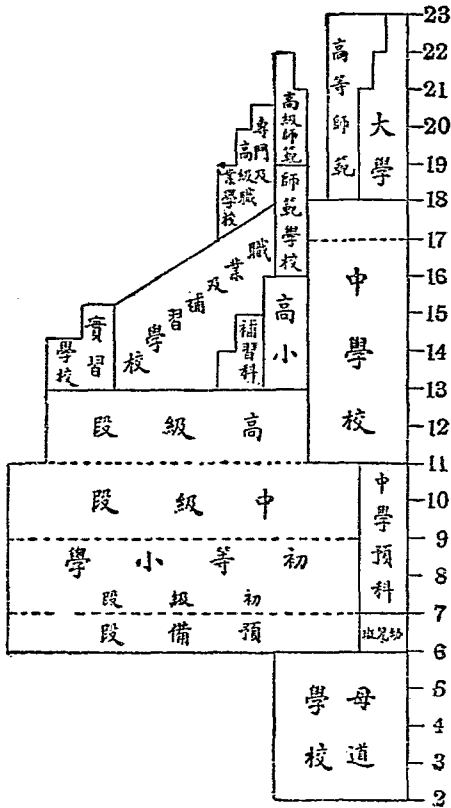 23
22
21
20
19
18
17
16
15
14
13
12
11
10
9
8
7
6
5
4
3
2
大學
高等師範
高級師範
師範學校
專門及
高級職
業學校
職業及補習學校
中學校
高小
補習科
實習
學校
高級段
中級段
中學預科
初等小學
初級段
預備段
幼兒班
母道
學校